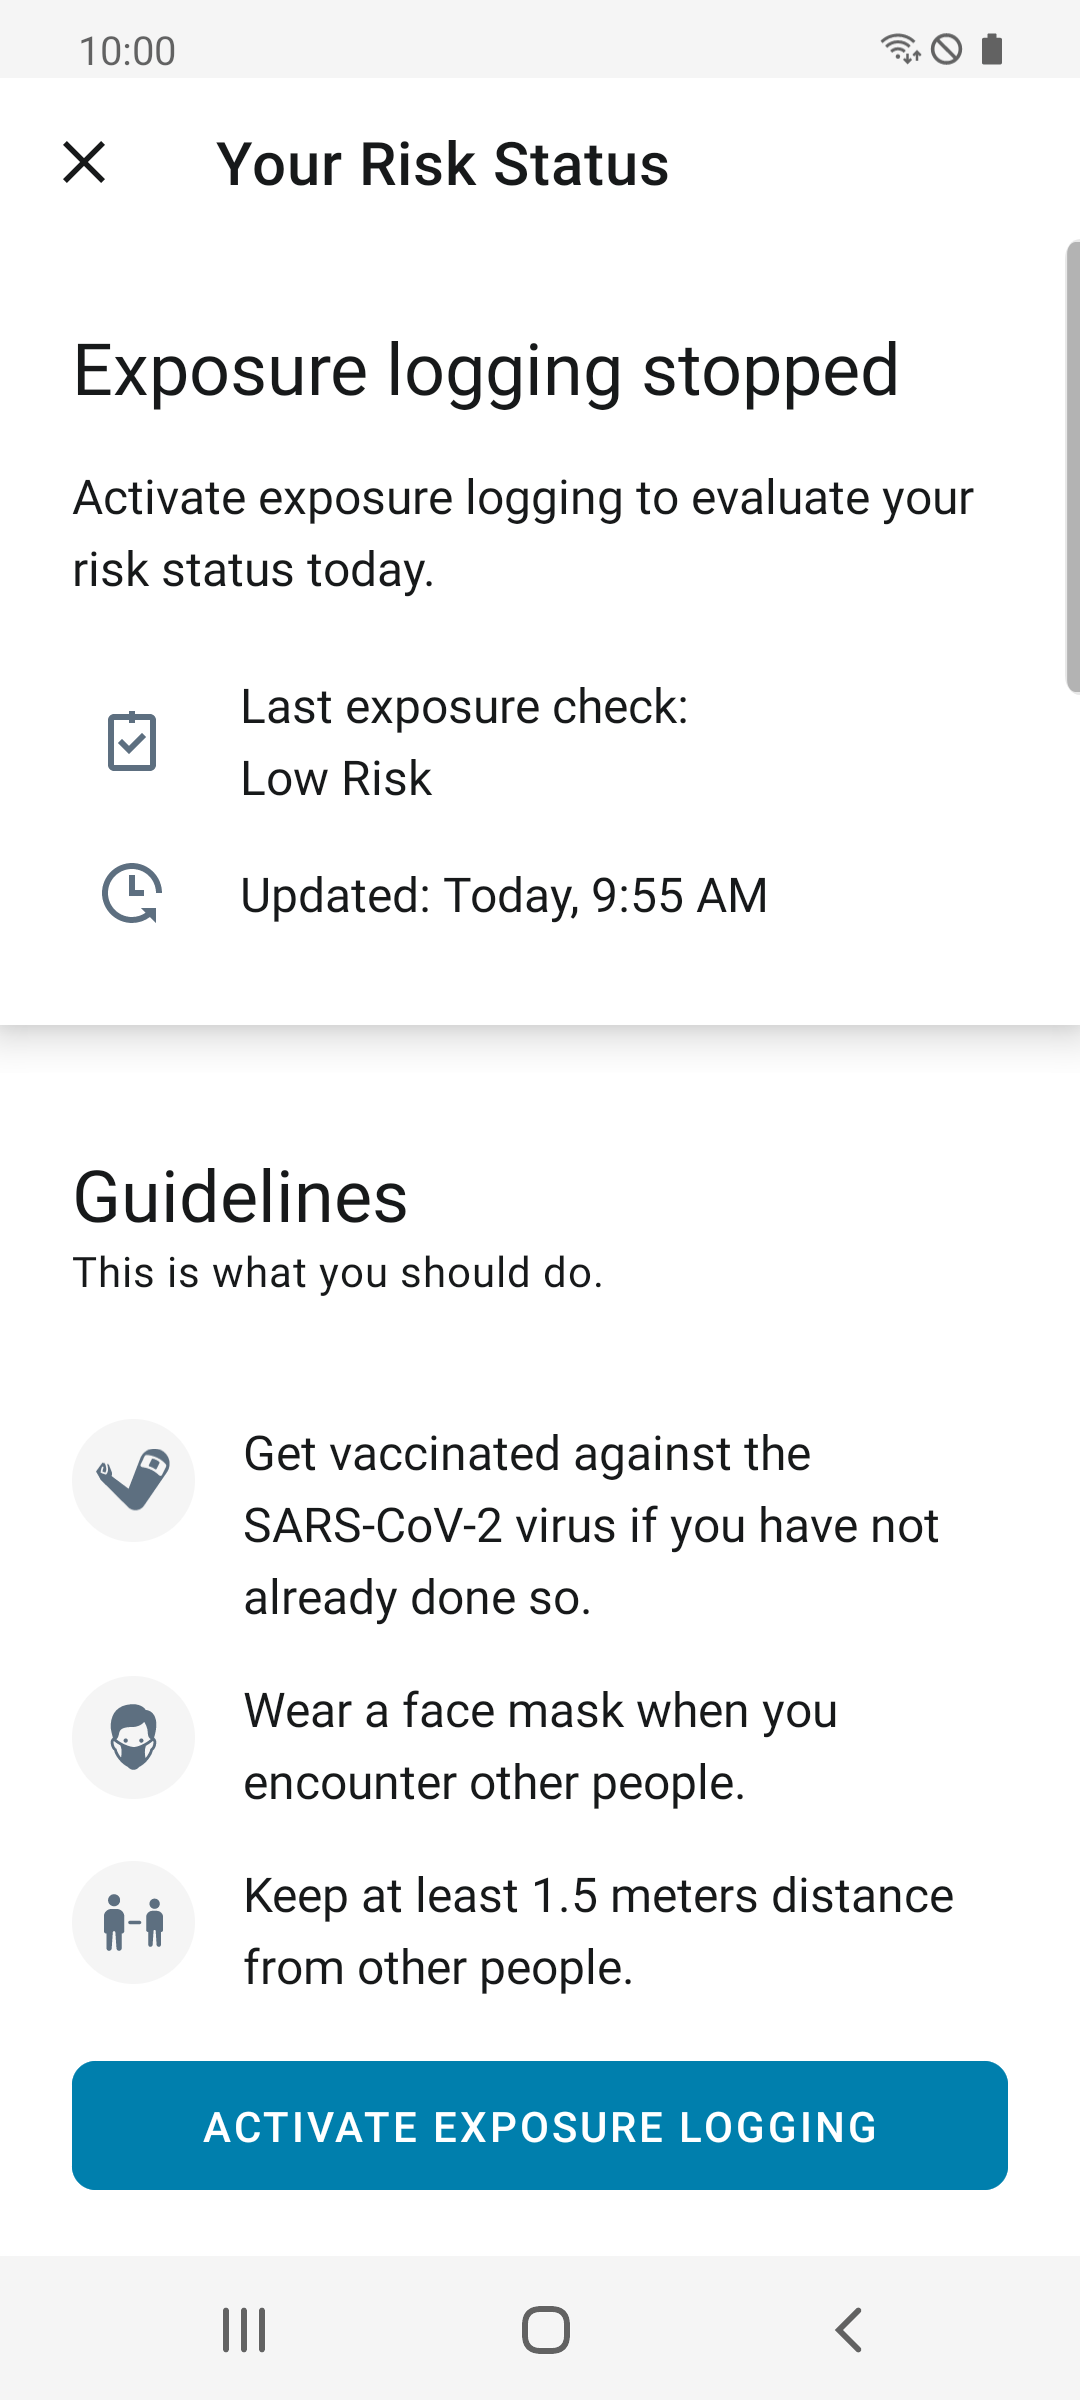 10:00
Your Risk Status
Exposure logging stopped
Activate exposure logging to evaluate your
risk status today.
Last exposure check:
Low Risk
Updated: Today, 9:55 AM
Guidelines
This is what you should do.
Get vaccinated against the
SARS-CoV-2 virus if you have not
already done so.
Wear a face mask when you
encounter other people.
Keep at least 1.5 meters distance
from other people.
ACTIVATE EXPOSURE LOGGING